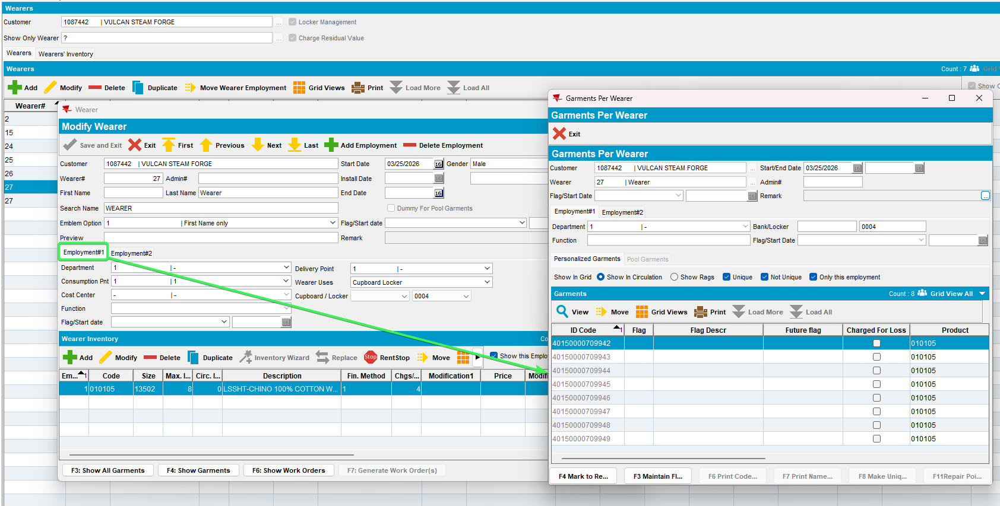 Wearers
Customer 1087442 | VULCAN STEAM FORGE ... Locker Management
Show Only Wearer ? ... Charge Residual Value
Wearers Wearers' Inventory
Wearers Count : 7 Grid V
Add Modify Delete Duplicate Move Wearer Employment Grid Views Print Load More Load All Show C
Wearer#
2
15
24
25
26
27
27
Wearer
Modify Wearer
Save and Exit Exit First Previous Next Last Add Employment Delete Employment
Customer 1087442 | VULCAN STEAM FORGE Start Date 03/25/2026 16 Gender Male
Wearer# 27 Admin# Install Date 16
First Name Last Name Wearer End Date 16
Search Name WEARER Dummy For Pool Garments
Emblem Option 1 | First Name only Flag/Start date
Preview Remark
Employment#1 Employment#2
Department 1 | - Delivery Point 1 | -
Consumption Pnt 1 | 1 Wearer Uses Cupboard Locker
Cost Center - | - Cupboard / Locker 0004
Function
Flag/Start date 16
Wearer Inventory Co
Add Modify Delete Duplicate Inventory Wizard Replace Stop RentStop Move Show this Emplo
Em... 1 Code Size Max. I... Circ. I... Description Fin. Method Chgs/... Modification1 Price Modifi
1 010105 13502 8 0 LSSHT-CHINO 100% COTTON W... 1 4
F3: Show All Garments F4: Show Garments F6: Show Work Orders F7: Generate Work Order(s)
Garments Per Wearer
Garments Per Wearer
Exit
Garments Per Wearer
Customer 1087442 | VULCAN STEAM FORGE ... Start/End Date 03/25/2026 16 16
Wearer 27 | Wearer ... Admin#
Flag/Start Date 16 Remark ...
Employment#1 Employment#2
Department 1 | - Bank/Locker 0004
Function Flag/Start Date 16
Personalized Garments Pool Garments
Show In Grid Show In Circulation Show Rags Unique Not Unique Only this employment
Garments Count : 8 Grid View All
View Move Grid Views Print Load More Load All
ID Code 1 Flag Flag Descr Future flag Charged For Loss Product
40150000709942 010105
40150000709943 010105
40150000709944 010105
40150000709945 010105
40150000709946 010105
40150000709947 010105
40150000709948 010105
40150000709949 010105
F4 Mark to Re... F3 Maintain Fl... F6 Print Code... F7 Print Name... F8 Make Uniq... F11Repair Poi...